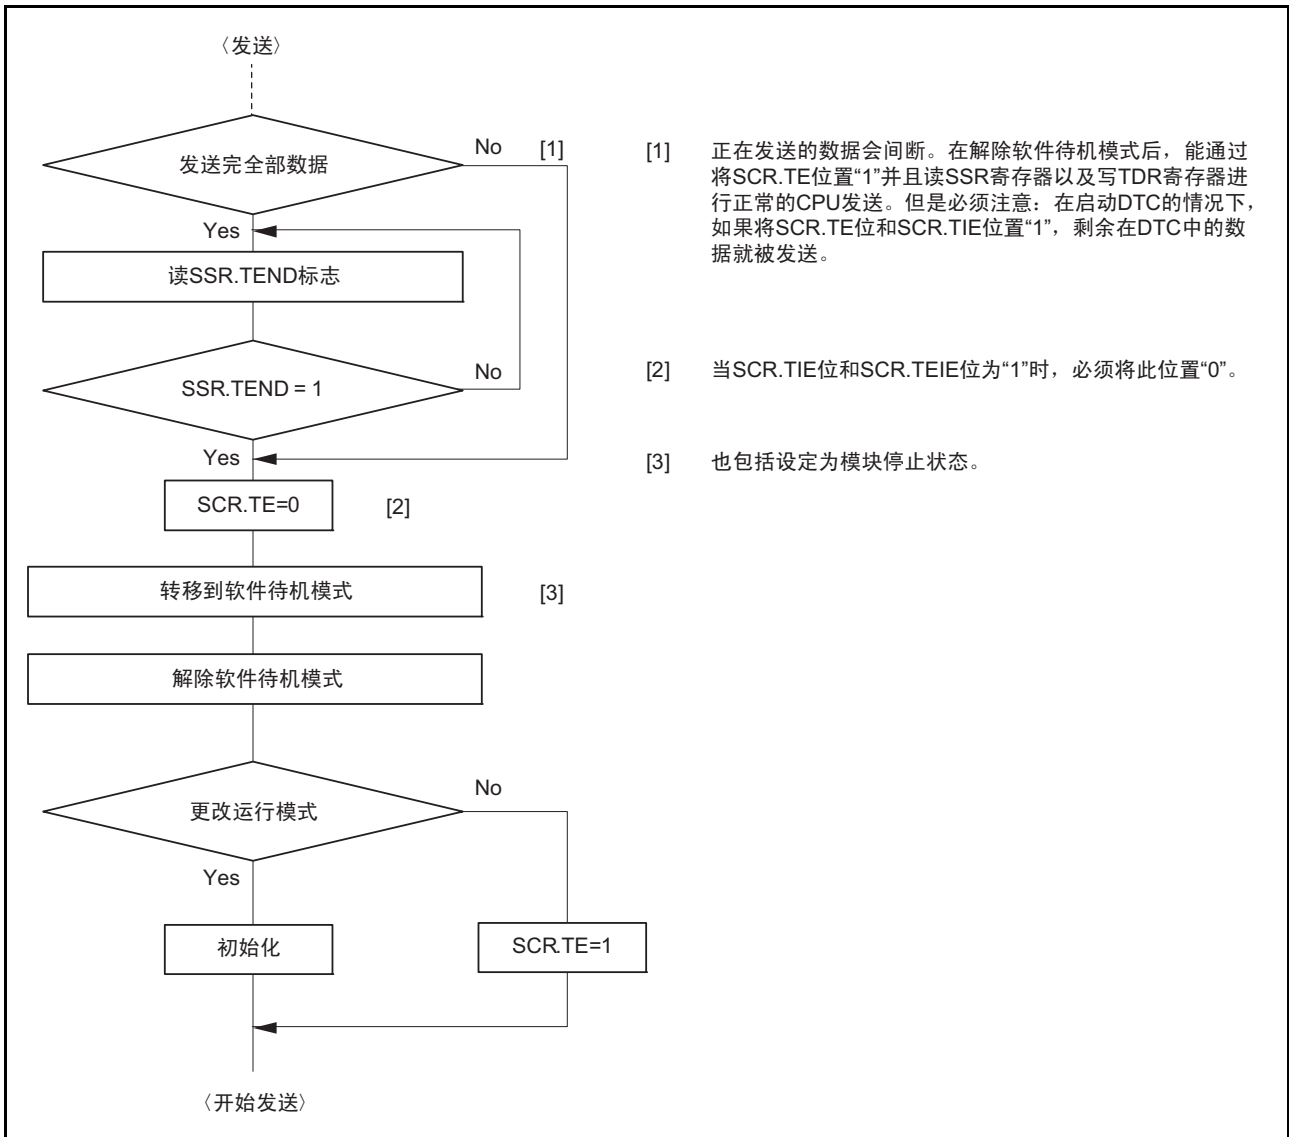 〈发送〉
发送完全部数据
No
[1]
Yes
读SSR.TEND标志
SSR.TEND = 1
No
Yes
SCR.TE=0
[2]
转移到软件待机模式
[3]
解除软件待机模式
更改运行模式
No
Yes
初始化
SCR.TE=1
〈开始发送〉
[1] 正在发送的数据会间断。在解除软件待机模式后，能通过
将SCR.TE位置“1”并且读SSR寄存器以及写TDR寄存器进
行正常的CPU发送。但是必须注意：在启动DTC的情况下，
如果将SCR.TE位和SCR.TIE位置“1”，剩余在DTC中的数
据就被发送。
[2] 当SCR.TIE位和SCR.TEIE位为“1”时，必须将此位置“0”。
[3] 也包括设定为模块停止状态。